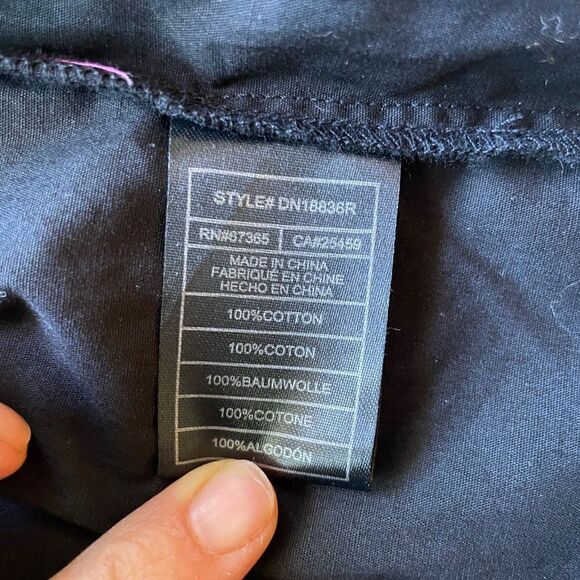 STYLE# DN18836R
RN#67365 CA#25459
MADE IN CHINA
FABRIQUÉ EN CHINE
HECHO EN CHINA
100%COTTON
100%COTON
100%BAUMWOLLE
100%COTONE
100%ALGODÓN